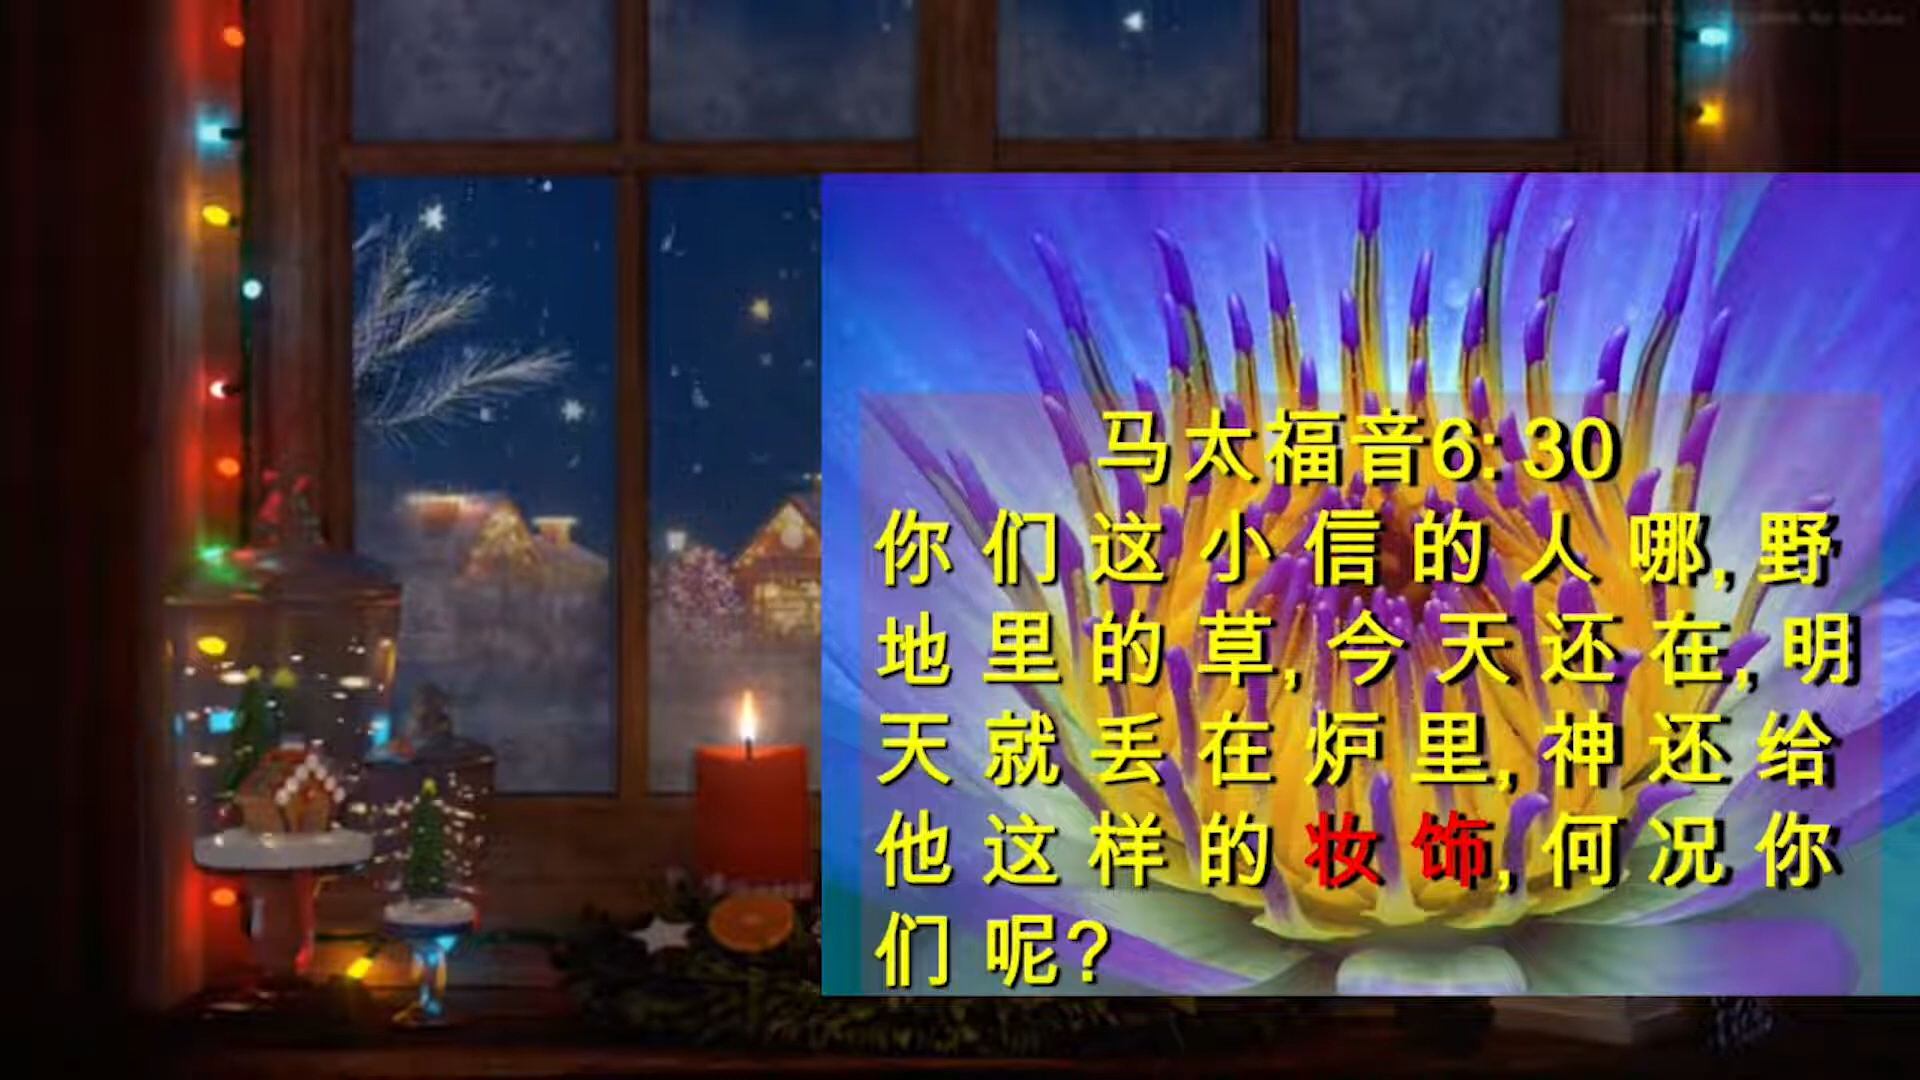 马太福音6: 30
你们这小信的人哪, 野
地里的草, 今天还在, 明
天就丢在炉里, 神还给
他这样的妆饰, 何况你
们呢?